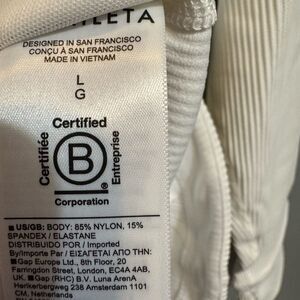 DESIGNED IN SAN FRANCISCO
CONÇU À SAN FRANCISCO
MADE IN VIETNAM
L
G
Certified
Certifiée
B
Entreprise
Corporation
US/GB: BODY: 85% NYLON, 15%
SPANDEX / ELASTANE
DISTRIBUIDO POR / Imported
By/Importe Par / ΕΙΣΑΓΕΤΑΙ ΑΠΟ ΤΗΝ:
Gap Europe Ltd., 8th Floor, 20
Farringdon Street, London, EC4A 4AB,
UK. Gap (RHC) B.V. Luna ArenA
Herikerbergweg 238 Amsterdam 1101
CM. Netherlands